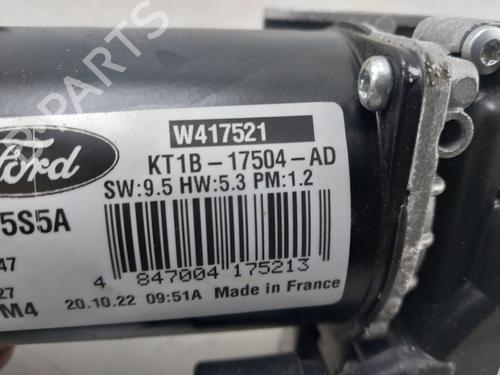 W417521
Ford
KT1B-17504-AD
SW:9.5 HW:5.3 PM:1.2
5S5A
47
27
M4
4 847004 175213
20.10.22 09:51A Made in France
PARTS